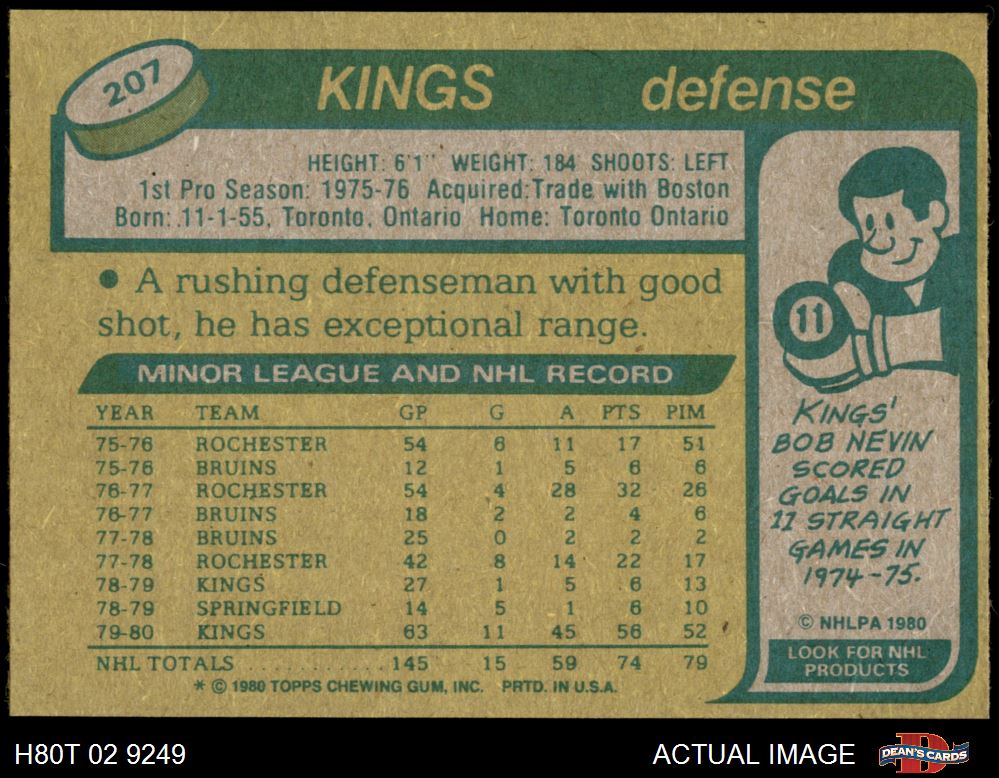 207
KINGS defense
HEIGHT: 6'1" WEIGHT: 184 SHOOTS: LEFT
1st Pro Season: 1975-76 Acquired: Trade with Boston
Born: 11-1-55, Toronto, Ontario Home: Toronto Ontario
• A rushing defenseman with good
shot, he has exceptional range.
MINOR LEAGUE AND NHL RECORD
YEAR TEAM GP G A PTS PIM
75-76 ROCHESTER 54 6 11 17 51
75-76 BRUINS 12 1 5 6 6
76-77 ROCHESTER 54 4 28 32 26
76-77 BRUINS 18 2 2 4 6
77-78 BRUINS 25 0 2 2 2
77-78 ROCHESTER 42 8 14 22 17
78-79 KINGS 27 1 5 6 13
78-79 SPRINGFIELD 14 5 1 6 10
79-80 KINGS 63 11 45 56 52
NHL TOTALS . . . . . . . . . . . . 145 15 59 74 79
* © 1980 TOPPS CHEWING GUM, INC. PRTD. IN U.S.A.
11
KINGS'
BOB NEVIN
SCORED
GOALS IN
11 STRAIGHT
GAMES IN
1974-75.
© NHLPA 1980
LOOK FOR NHL
PRODUCTS
H80T 02 9249
ACTUAL IMAGE
DEAN'S CARDS